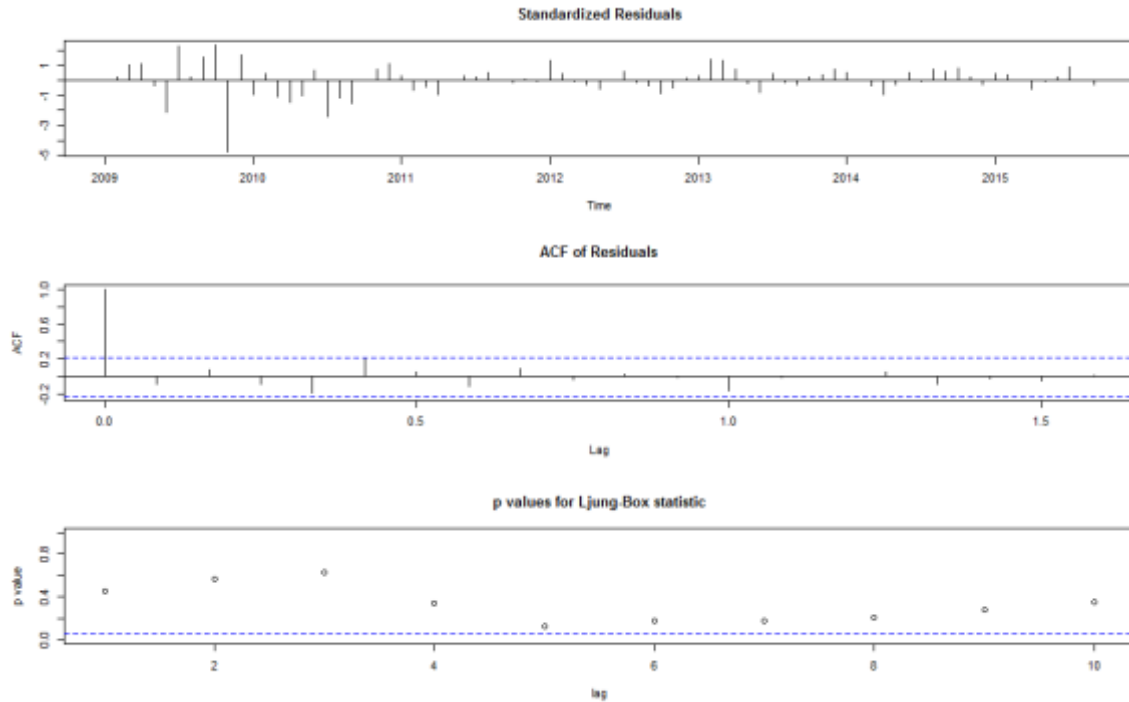 Standardized Residuals
1
-1
-3
-5
2009 2010 2011 2012 2013 2014 2015
Time
ACF of Residuals
ACF
1.0
0.6
0.2
-0.2
0.0 0.5 1.0 1.5
Lag
p values for Ljung-Box statistic
p value
0.8
0.4
0.0
2 4 6 8 10
lag